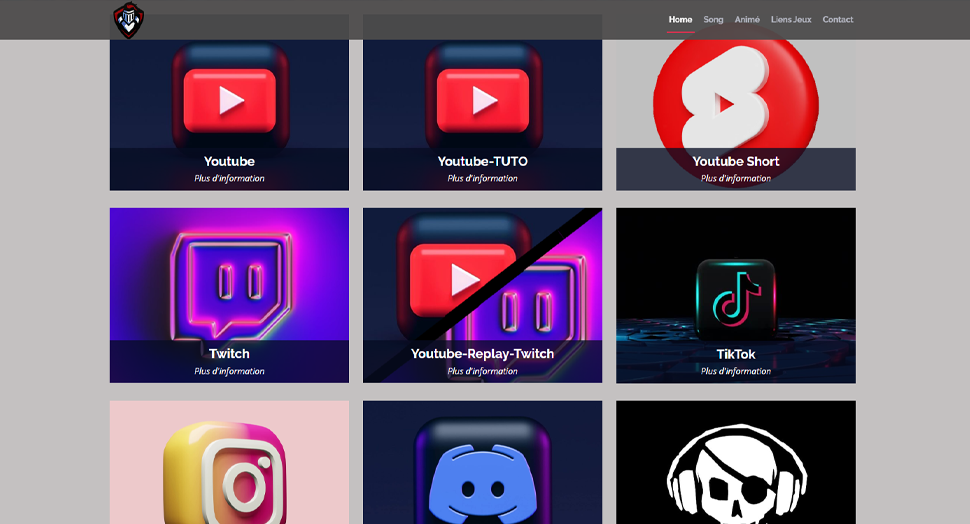 Home Song Animé Liens Jeux Contact
Youtube
Plus d'information
Youtube-TUTO
Plus d'information
Youtube Short
Plus d'information
Twitch
Plus d'information
Youtube-Replay-Twitch
Plus d'information
TikTok
Plus d'information